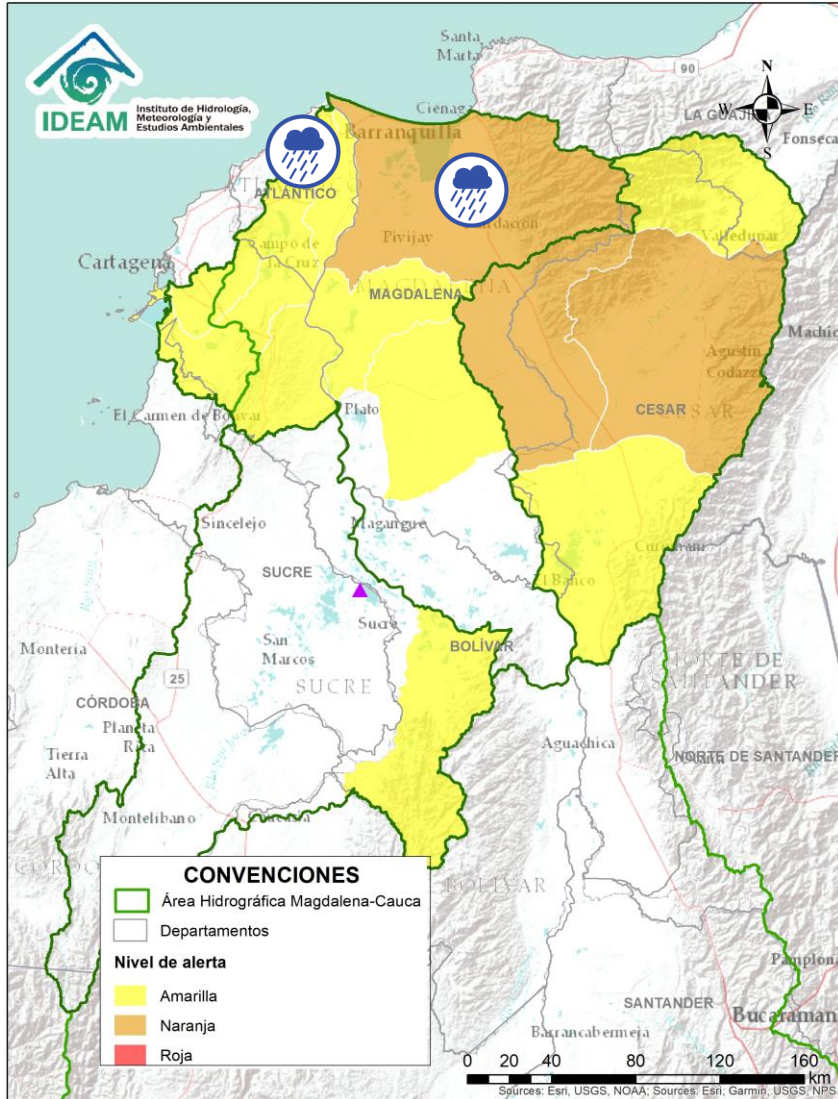 IDEAM
Instituto de Hidrología,
Meteorología y
Estudios Ambientales
Santa
Marta
90
N
W
E
S
Ciénaga
LA GUAJI
Fonseca
Barranquilla
ATLÁNTICO
Pivijay
Valledupar
Campo de
la Cruz
Cartagena
MAGDALENA
Agustín
Codazzi
El Carmen de Bolívar
Plato
CESAR
CESAR
Sincelejo
Magangué
SUCRE
El Banco
Sucre
BOLÍVAR
Montería
San
Marcos
SUCRE
NORTE DE
SANTANDER
25
CÓRDOBA
Planeta
Rica
Aguachica
NORTE DE SANTANDER
Tierra
Alta
Montelíbano
BOLÍVAR
CONVENCIONES
Área Hidrográfica Magdalena-Cauca
Departamentos
Nivel de alerta
Amarilla
Naranja
Roja
Pamplona
SANTANDER
Bucaraman
Barrancabermeja
0 20 40 80 120 160
Km
Sources: Esri, USGS, NOAA; Sources: Esri, Garmin, USGS, NPS